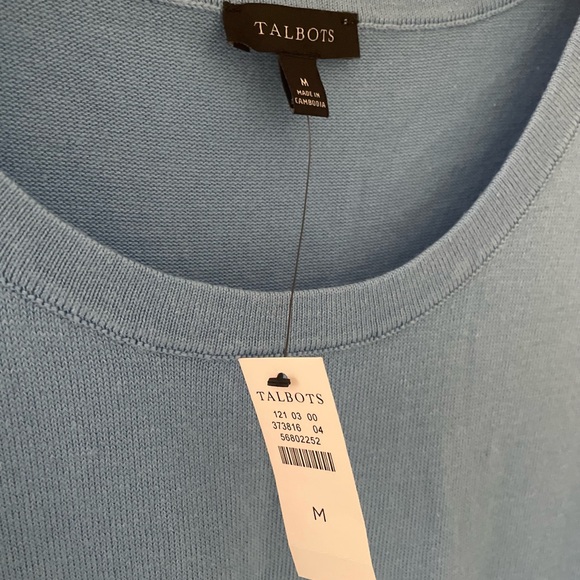 TALBOTS
M
MADE IN
CAMBODIA
TALBOTS
121 03 00
373816 04
56802252
M